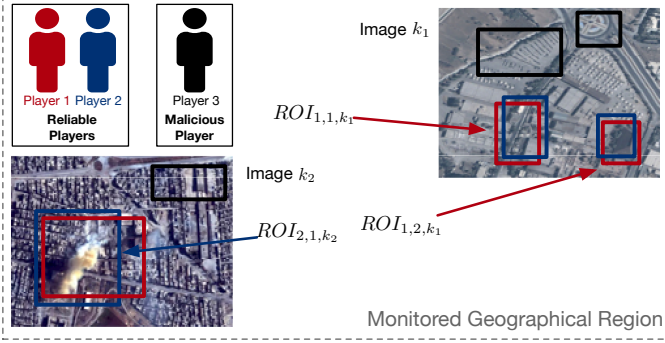 Player 1 Player 2
Reliable
Players
Player 3
Malicious
Player
Image k₁
ROI₁,₁,ₖ₁
Image k₂
ROI₂,₁,ₖ₂
ROI₁,₂,ₖ₁
Monitored Geographical Region